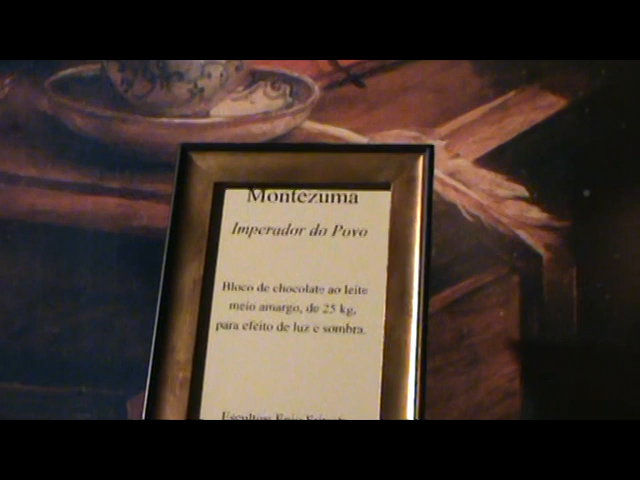 Montezuma
Imperador do Povo
Bloco de chocolate ao leite
meio amargo, de 25 kg,
para efeito de luz e sombra.